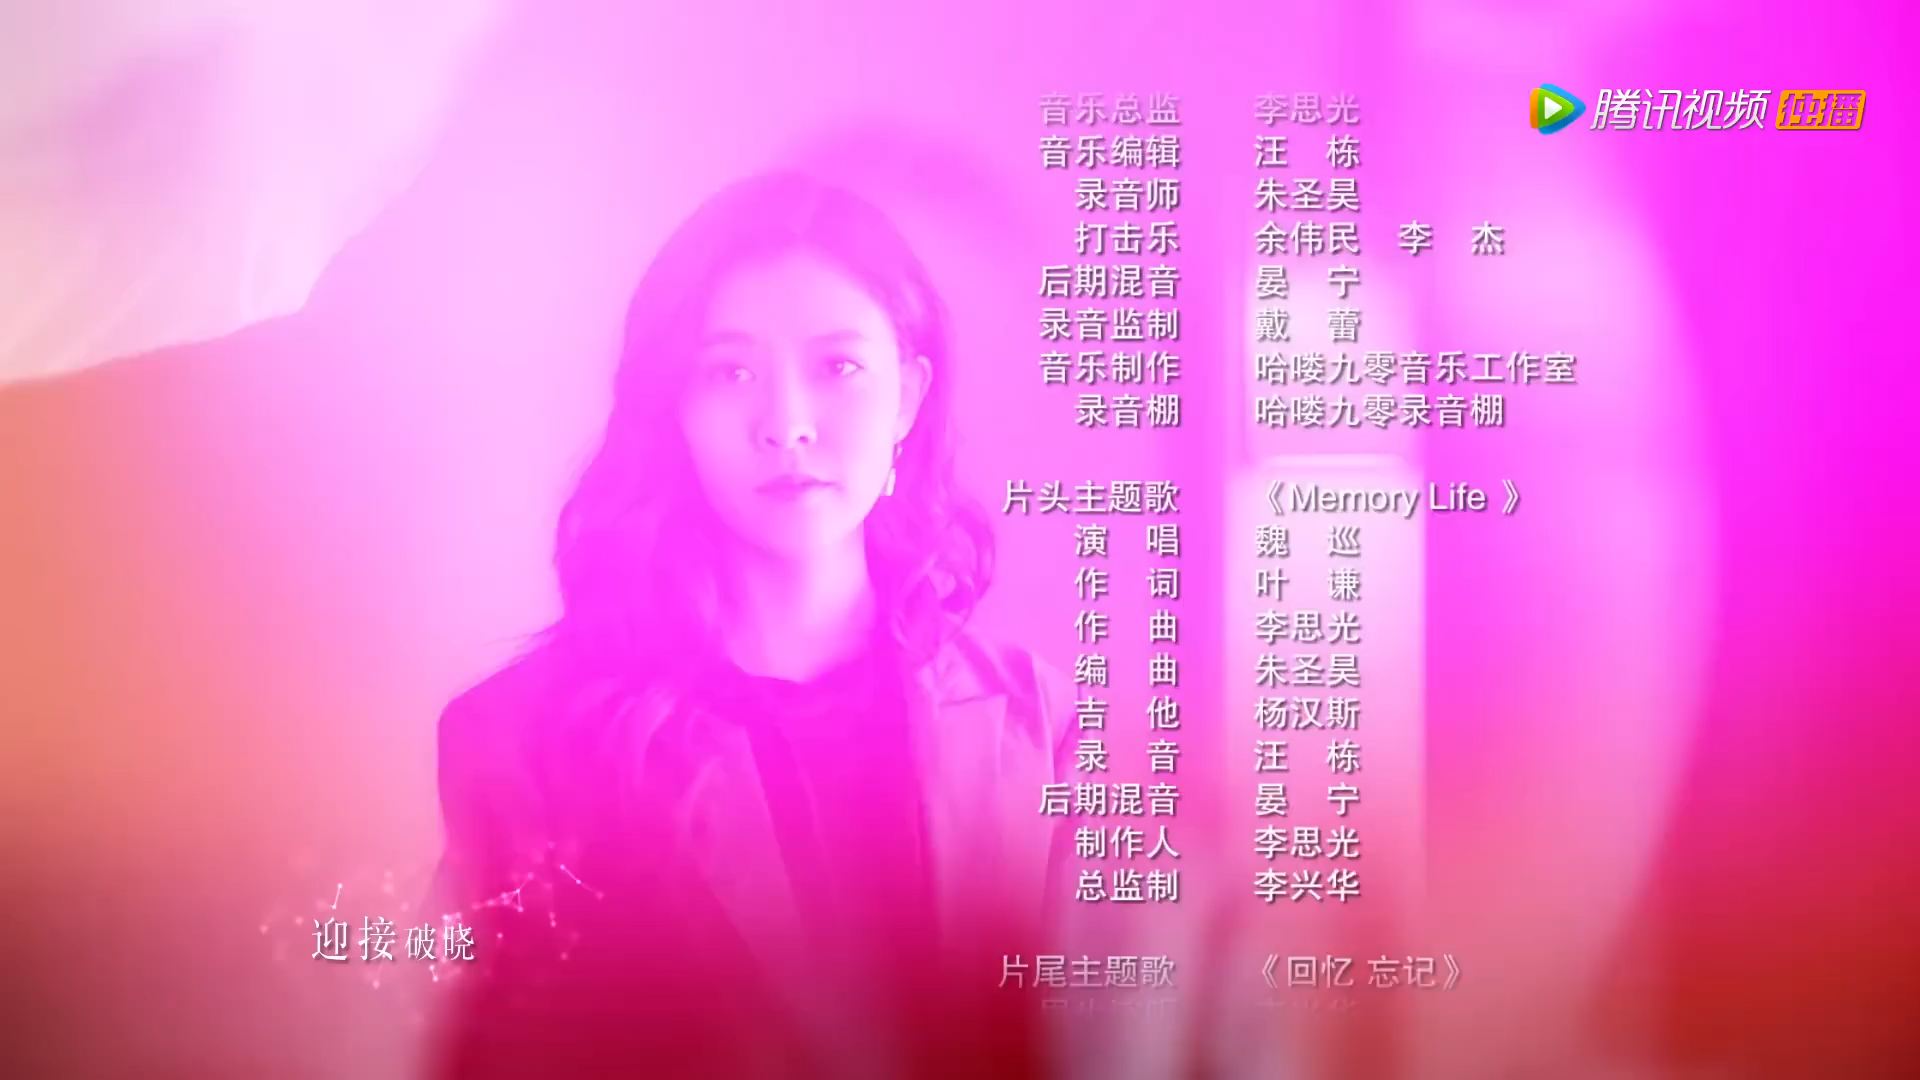 腾讯视频 独播
音乐总监 李思光
音乐编辑 汪 栋
录音师 朱圣昊
打击乐 余伟民 李 杰
后期混音 晏 宁
录音监制 戴 蕾
音乐制作 哈喽九零音乐工作室
录音棚 哈喽九零录音棚
片头主题歌 《Memory Life 》
演 唱 魏 巡
作 词 叶 谦
作 曲 李思光
编 曲 朱圣昊
吉 他 杨汉斯
录 音 汪 栋
后期混音 晏 宁
制作人 李思光
总监制 李兴华
迎接破晓
片尾主题歌 《回忆 忘记》